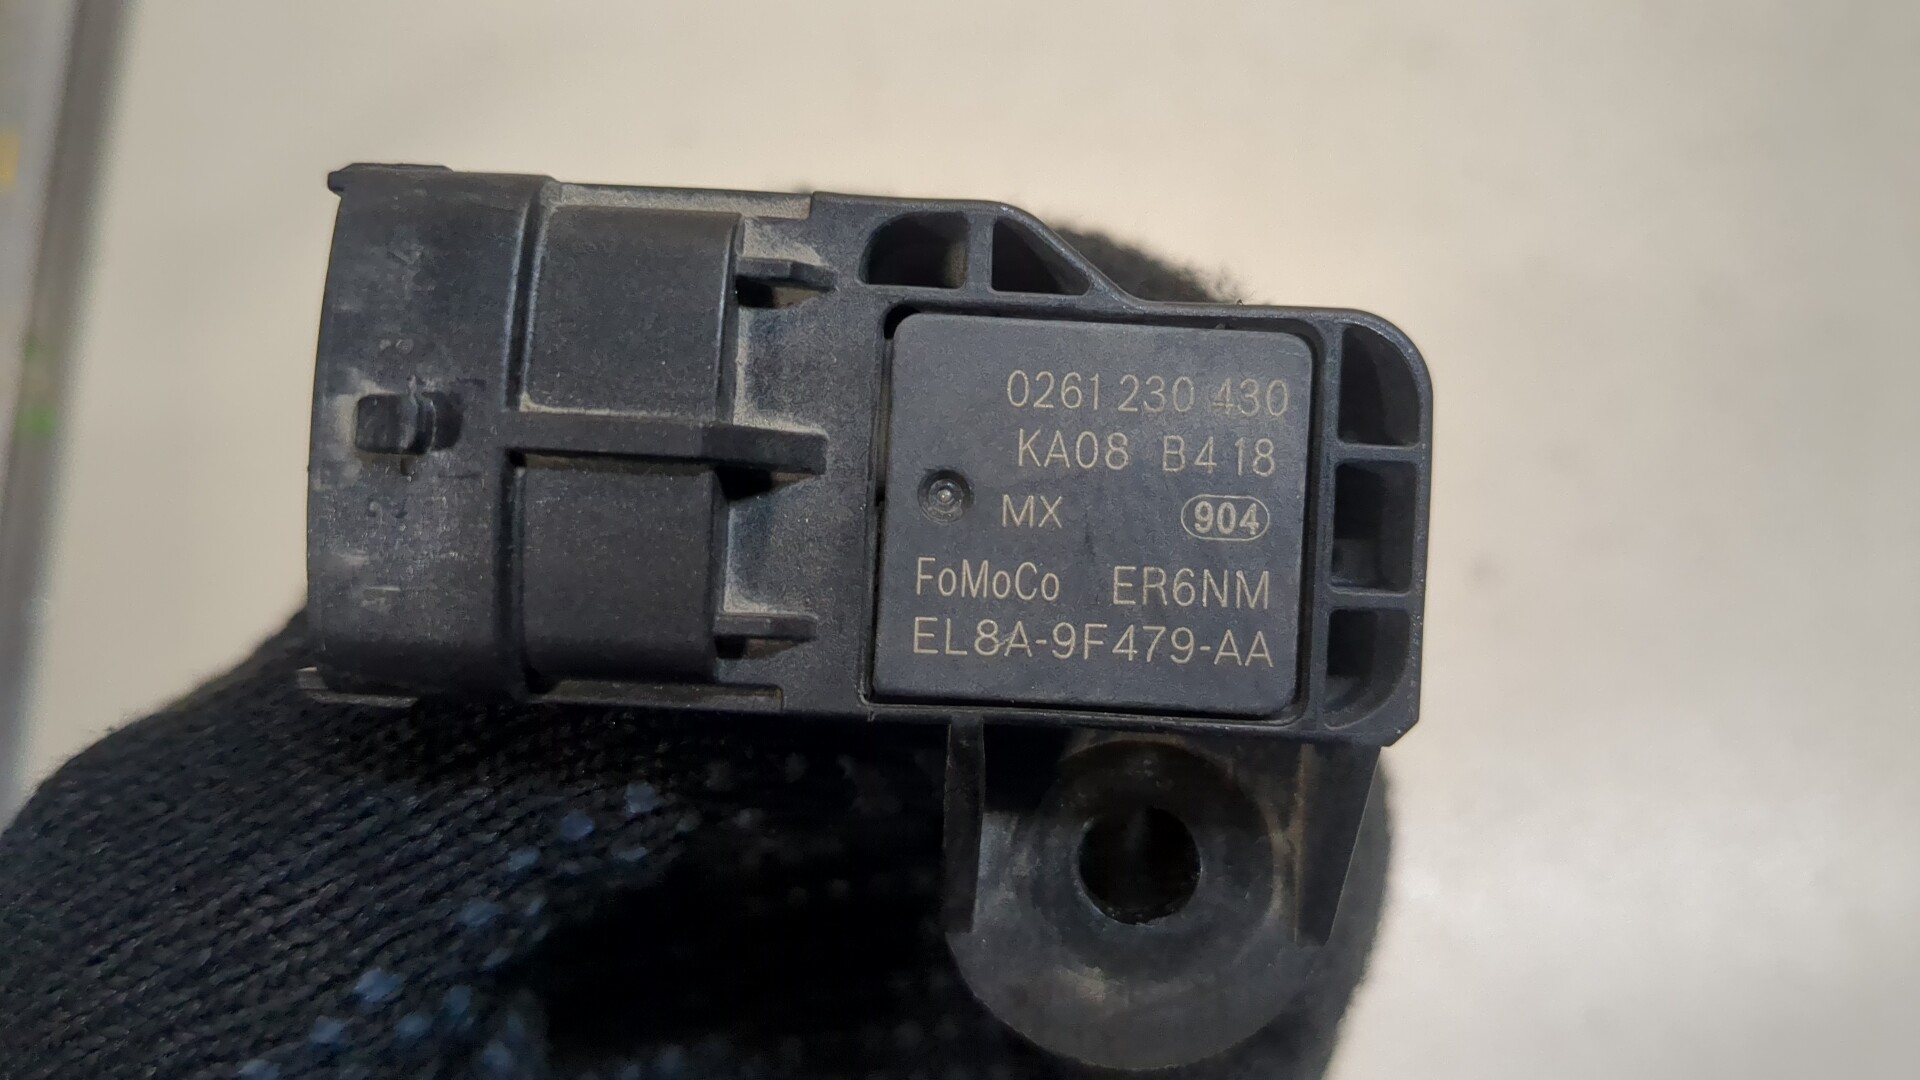 0261 230 430
KA08 B418
MX 904
FoMoCo ER6NM
EL8A-9F479-AA